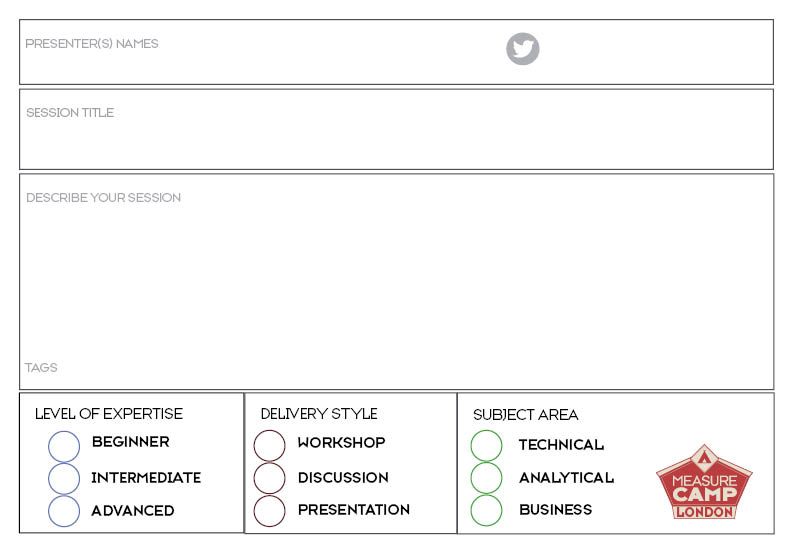 PRESENTER(S) NAMES
SESSION TITLE
DESCRIBE YOUR SESSION
TAGS
LEVEL OF EXPERTISE
BEGINNER
INTERMEDIATE
ADVANCED
DELIVERY STYLE
WORKSHOP
DISCUSSION
PRESENTATION
SUBJECT AREA
TECHNICAL
ANALYTICAL
BUSINESS
MEASURE
CAMP
LONDON